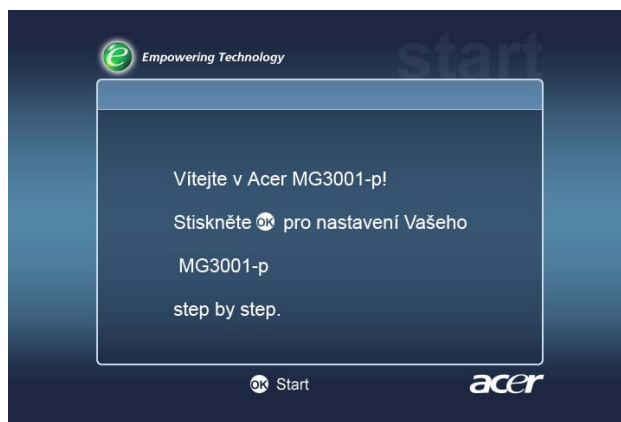 e Empowering Technology
start
Vítejte v Acer MG3001-p!
Stiskněte OK pro nastavení Vašeho
MG3001-p
step by step.
OK Start
acer